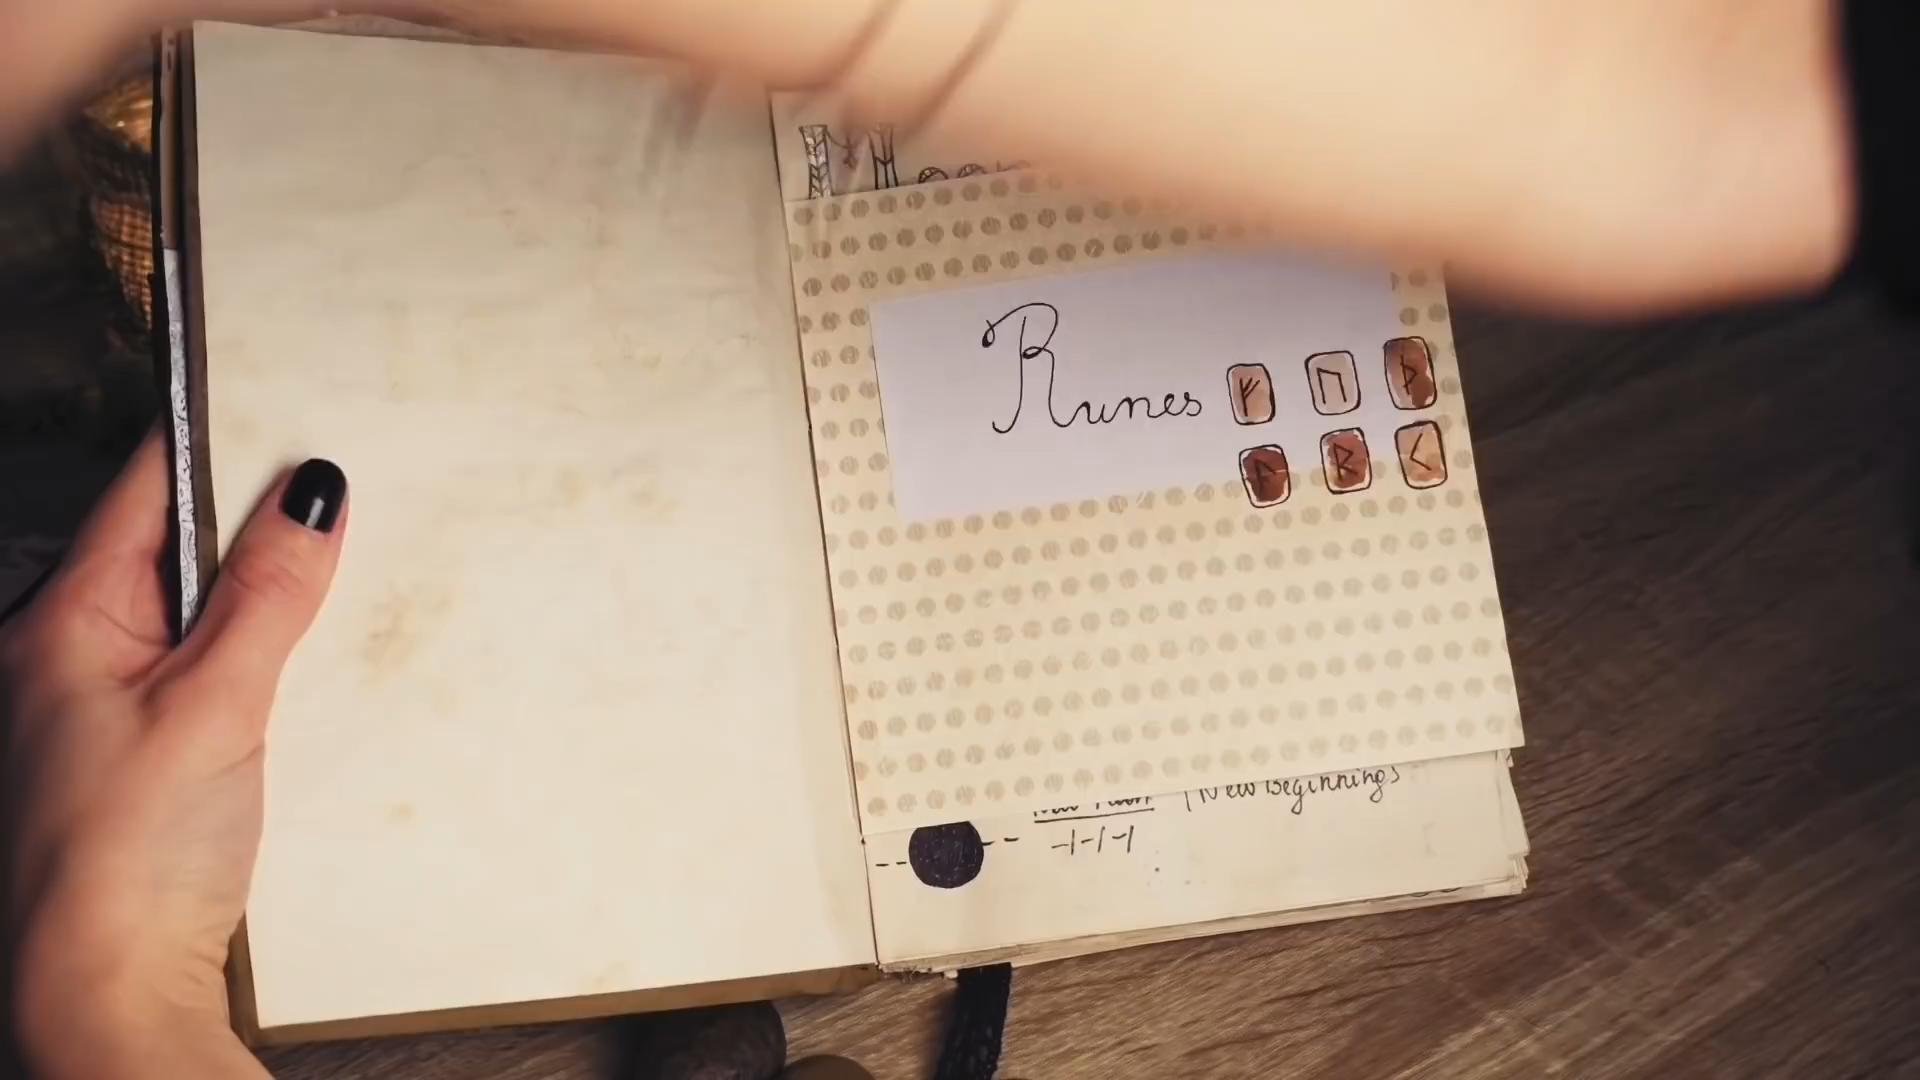 Runes ᚠ ᚢ ᚦ
ᚨ ᚱ ᚲ
New Beginnings